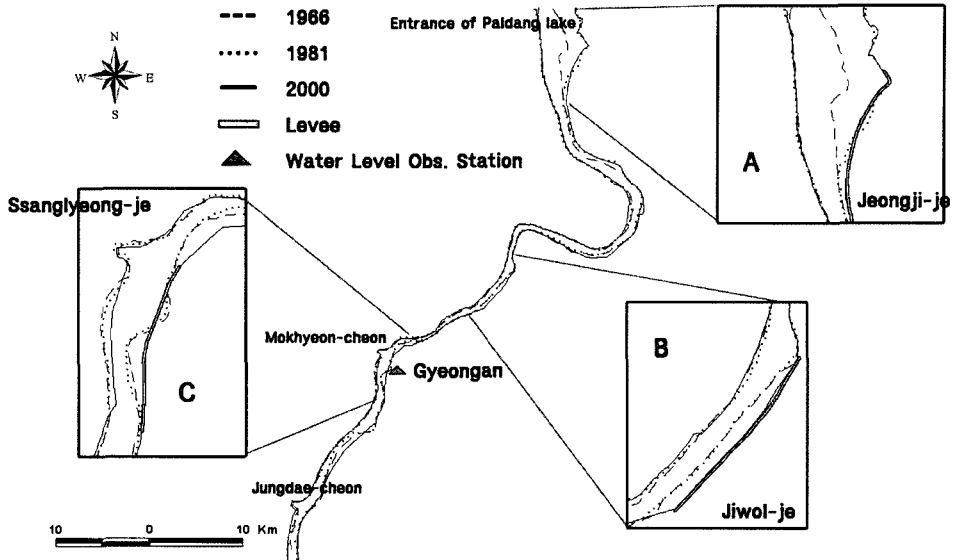 1966
1981
2000
Levee
Water Level Obs. Station
N
W E
S
Entrance of Paldang lake
A
Jeongji-je
Ssanglyeong-je
C
Mokhyeon-cheon
Gyeongan
B
Jiwol-je
Jungdae-cheon
10 0 10 Km